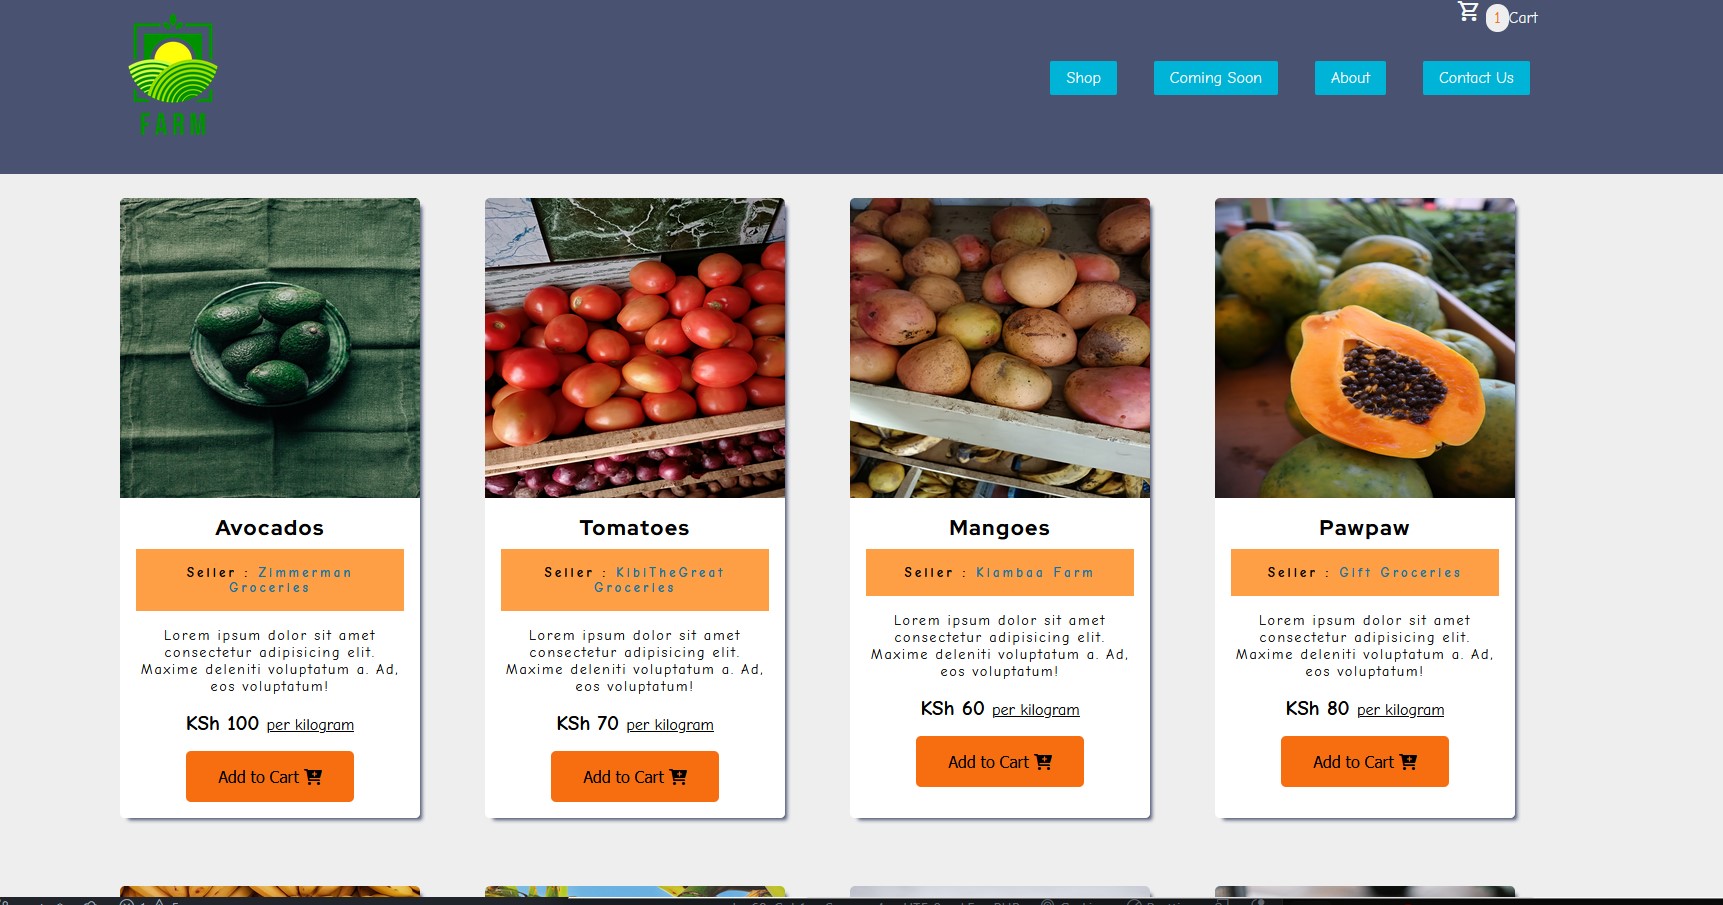 1 Cart
FARM
Shop Coming Soon About Contact Us
Avocados
Seller : Zimmerman
Groceries
Lorem ipsum dolor sit amet
consectetur adipisicing elit.
Maxime deleniti voluptatum a. Ad,
eos voluptatum!
KSh 100 per kilogram
Add to Cart
Tomatoes
Seller : KibiTheGreat
Groceries
Lorem ipsum dolor sit amet
consectetur adipisicing elit.
Maxime deleniti voluptatum a. Ad,
eos voluptatum!
KSh 70 per kilogram
Add to Cart
Mangoes
Seller : Kiambaa Farm
Lorem ipsum dolor sit amet
consectetur adipisicing elit.
Maxime deleniti voluptatum a. Ad,
eos voluptatum!
KSh 60 per kilogram
Add to Cart
Pawpaw
Seller : Gift Groceries
Lorem ipsum dolor sit amet
consectetur adipisicing elit.
Maxime deleniti voluptatum a. Ad,
eos voluptatum!
KSh 80 per kilogram
Add to Cart